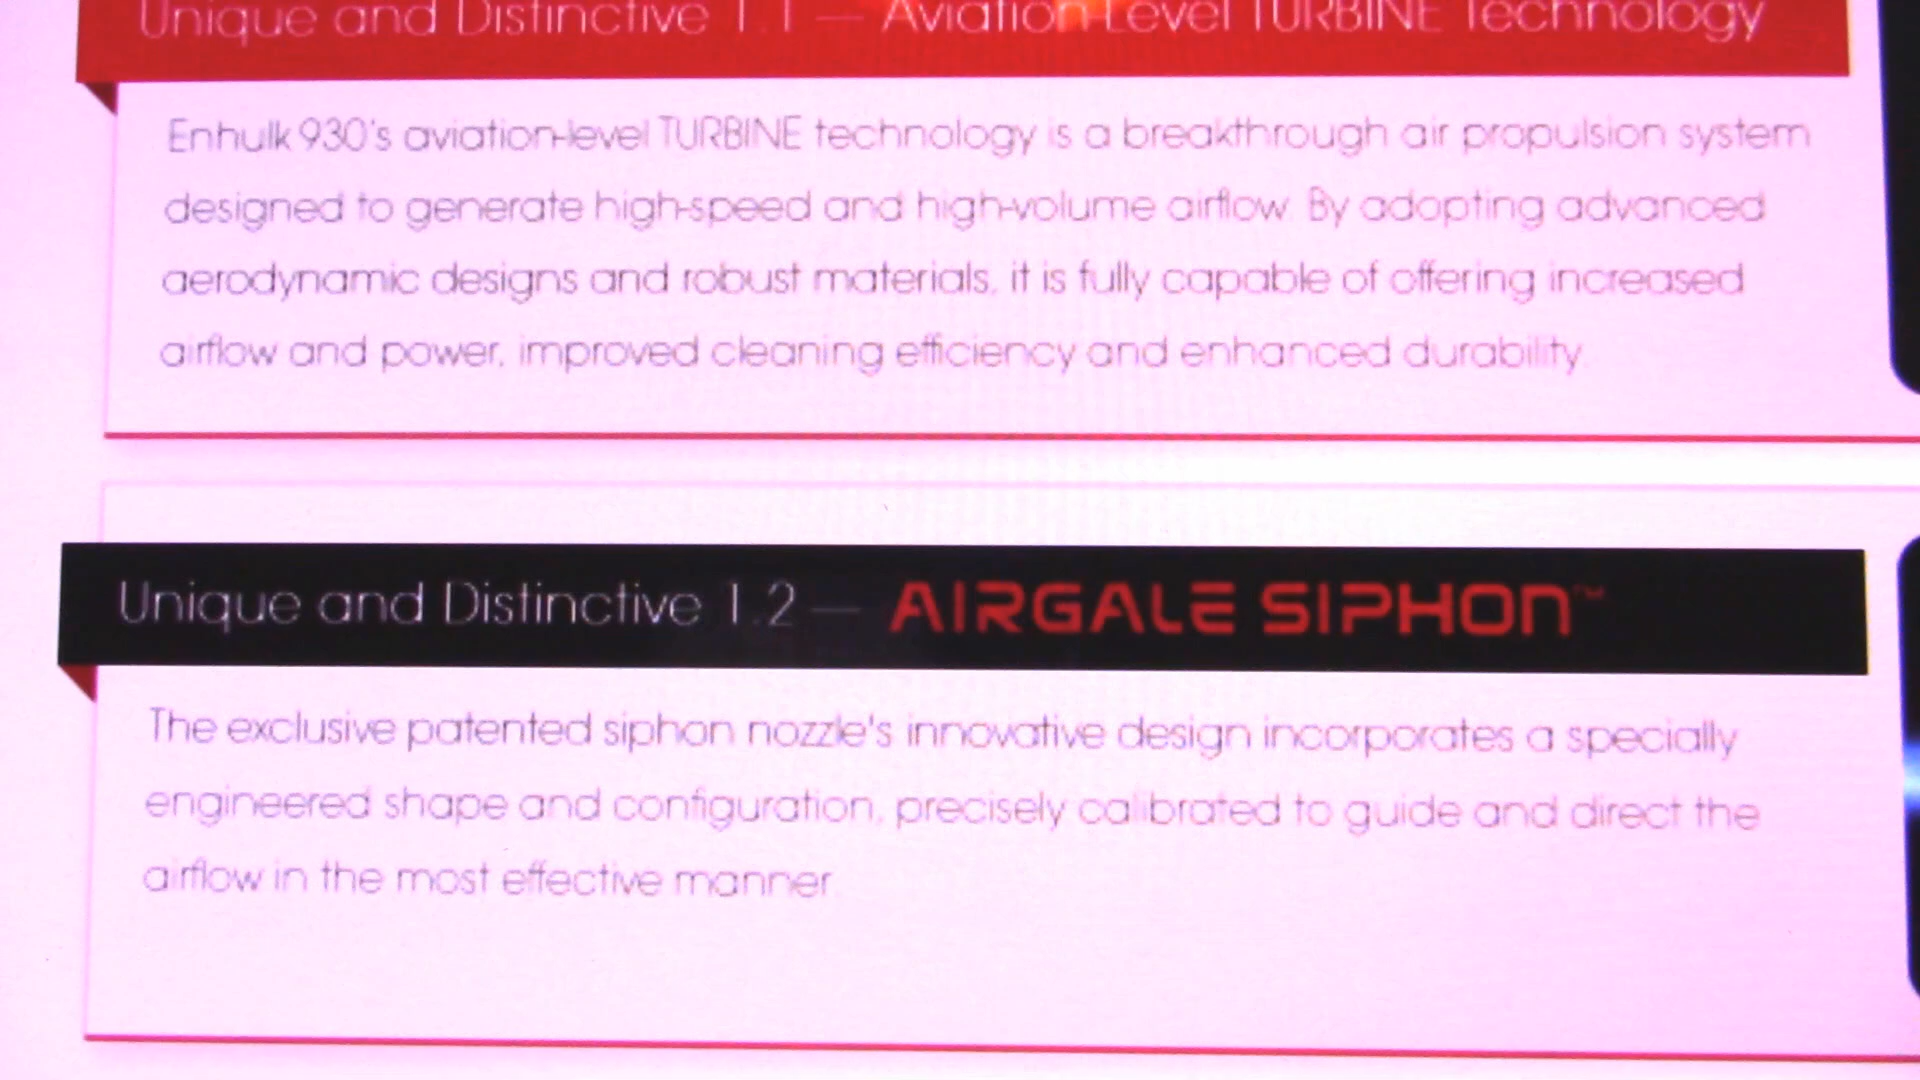 Unique and Distinctive 1.1 — Aviation-Level TURBINE Technology
Enhulk 930's aviation-level TURBINE technology is a breakthrough air propulsion system
designed to generate high-speed and high-volume airflow. By adopting advanced
aerodynamic designs and robust materials, it is fully capable of offering increased
airflow and power, improved cleaning efficiency and enhanced durability.
Unique and Distinctive 1.2 — AIRGALE SIPHON™
The exclusive patented siphon nozzle's innovative design incorporates a specially
engineered shape and configuration, precisely calibrated to guide and direct the
airflow in the most effective manner.